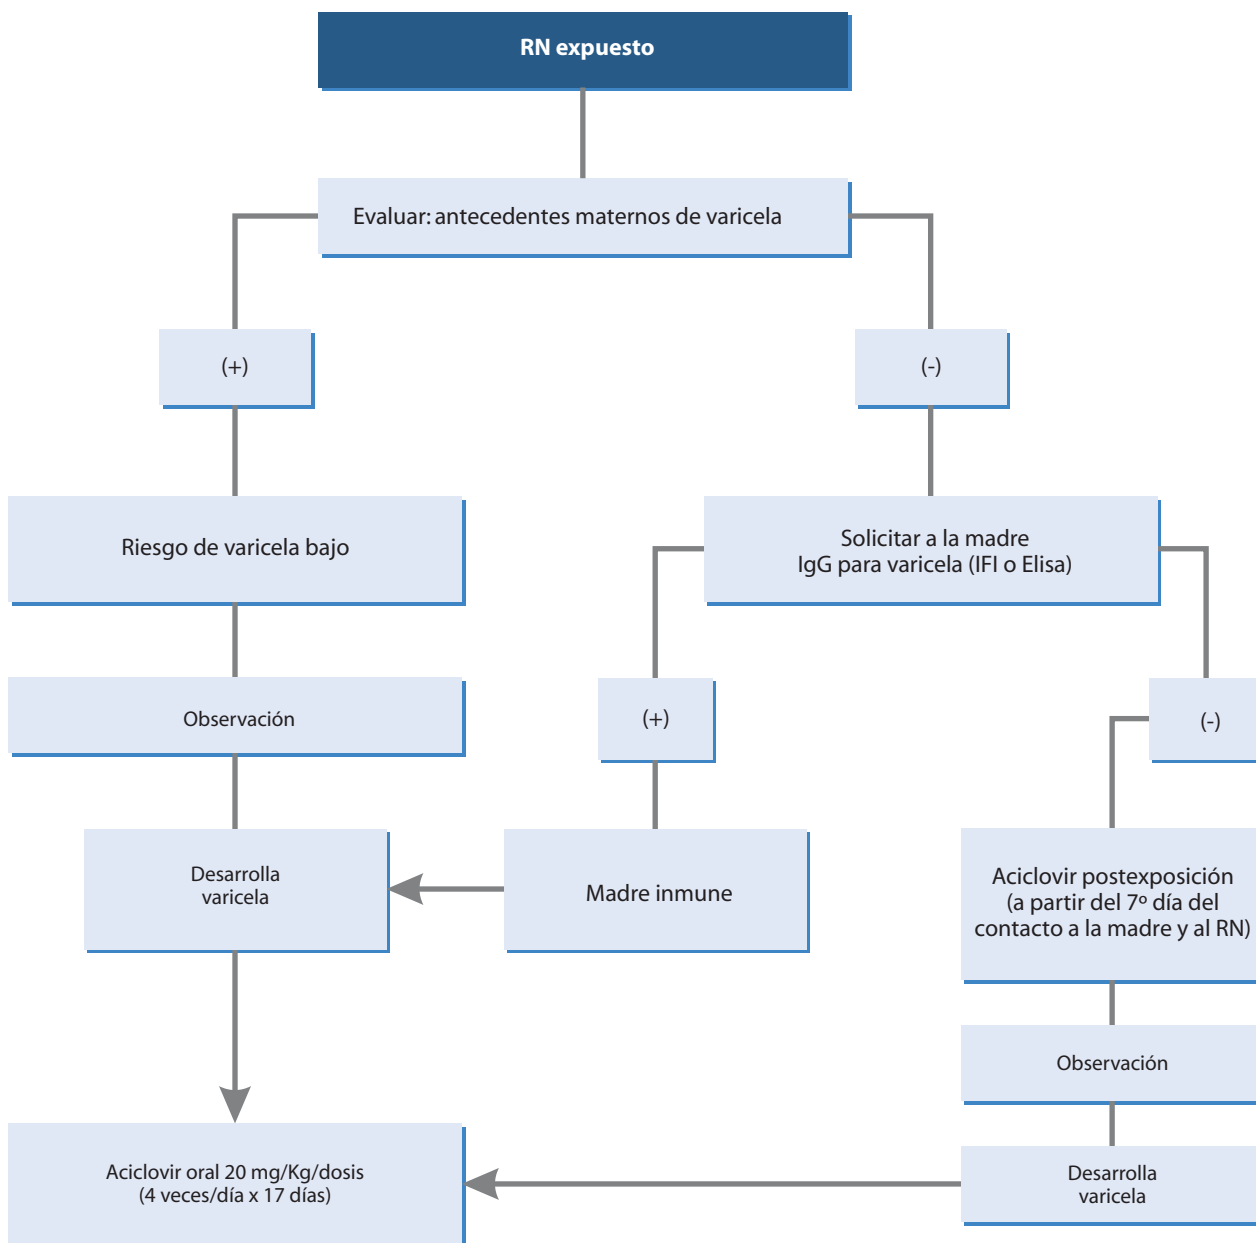 RN expuesto
Evaluar: antecedentes maternos de varicela
(+)
(-)
Riesgo de varicela bajo
Solicitar a la madre
IgG para varicela (IFI o Elisa)
Observación
(+)
(-)
Desarrolla
varicela
Madre inmune
Aciclovir postexposición
(a partir del 7º día del
contacto a la madre y al RN)
Observación
Aciclovir oral 20 mg/Kg/dosis
(4 veces/día x 17 días)
Desarrolla
varicela